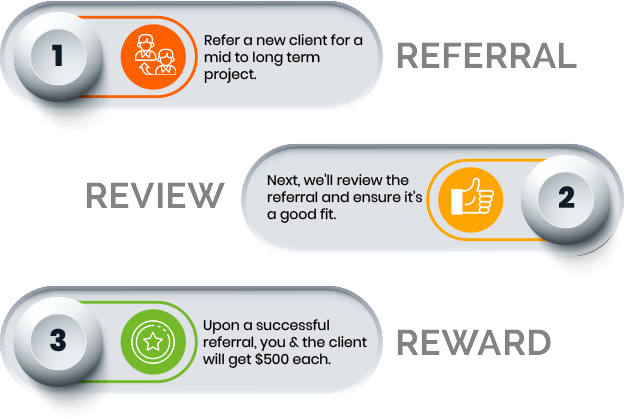 1
Refer a new client for a
mid to long term
project.
REFERRAL
REVIEW
Next, we'll review the
referral and ensure it's
a good fit.
2
3
Upon a successful
referral, you & the client
will get $500 each.
REWARD